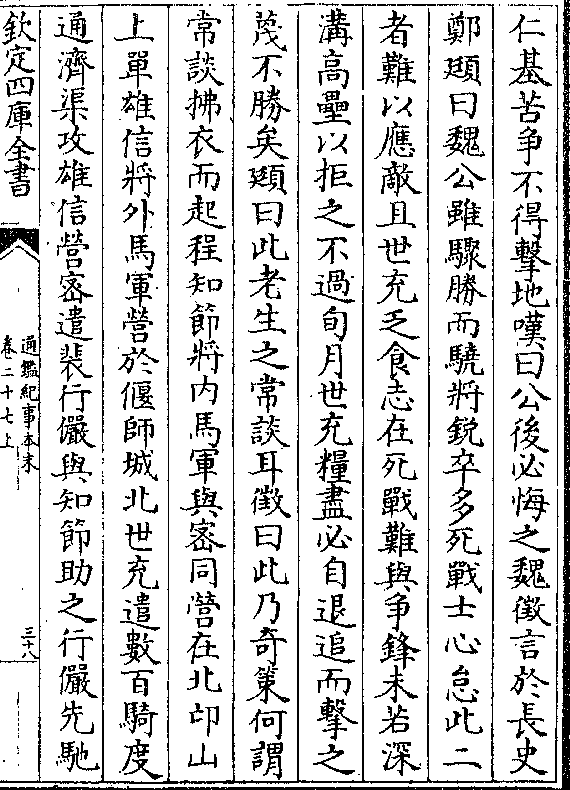 仁基苦争不得擊地嘆曰公後必悔之魏徵言於長史
鄭頲曰魏公雖驟勝而驍將鋭卒多死戰士心怠此二
者難以應敵且世充乏食志在死戰難與争鋒未若深
溝高壘以拒之不過旬月世充糧盡必自退追而擊之
蔑不勝矣頲曰此老生之常談耳徵曰此乃奇策何謂
常談拂衣而起程知節將内馬軍與密同營在北邙山
上單雄信將外馬軍營於偃師城北世充遣數百騎度
通濟渠攻雄信營密遣裴行儼與知節助之行儼先馳
欽定四庫全書
通鑑紀事本末
卷二十七上
三十八